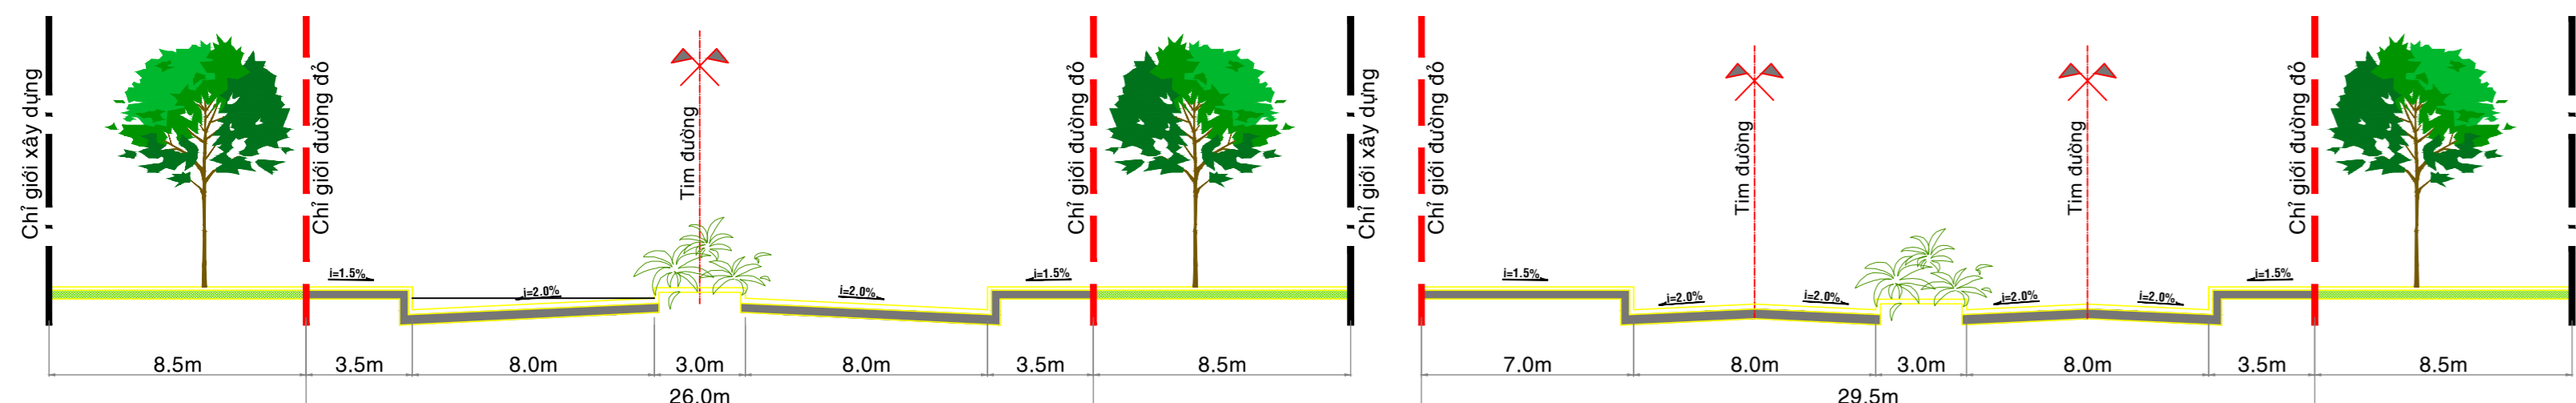 Chỉ giới xây dựng
Chỉ giới đường đỏ
Tim đường
Chỉ giới đường đỏ
Chỉ giới xây dựng
i=1.5%
i=2.0%
i=2.0%
i=1.5%
8.5m
3.5m
8.0m
3.0m
8.0m
3.5m
8.5m
26.0m
Chỉ giới đường đỏ
Tim đường
Tim đường
Chỉ giới đường đỏ
i=1.5%
i=2.0%
i=2.0%
i=2.0%
i=2.0%
i=1.5%
7.0m
8.0m
3.0m
8.0m
3.5m
8.5m
29.5m